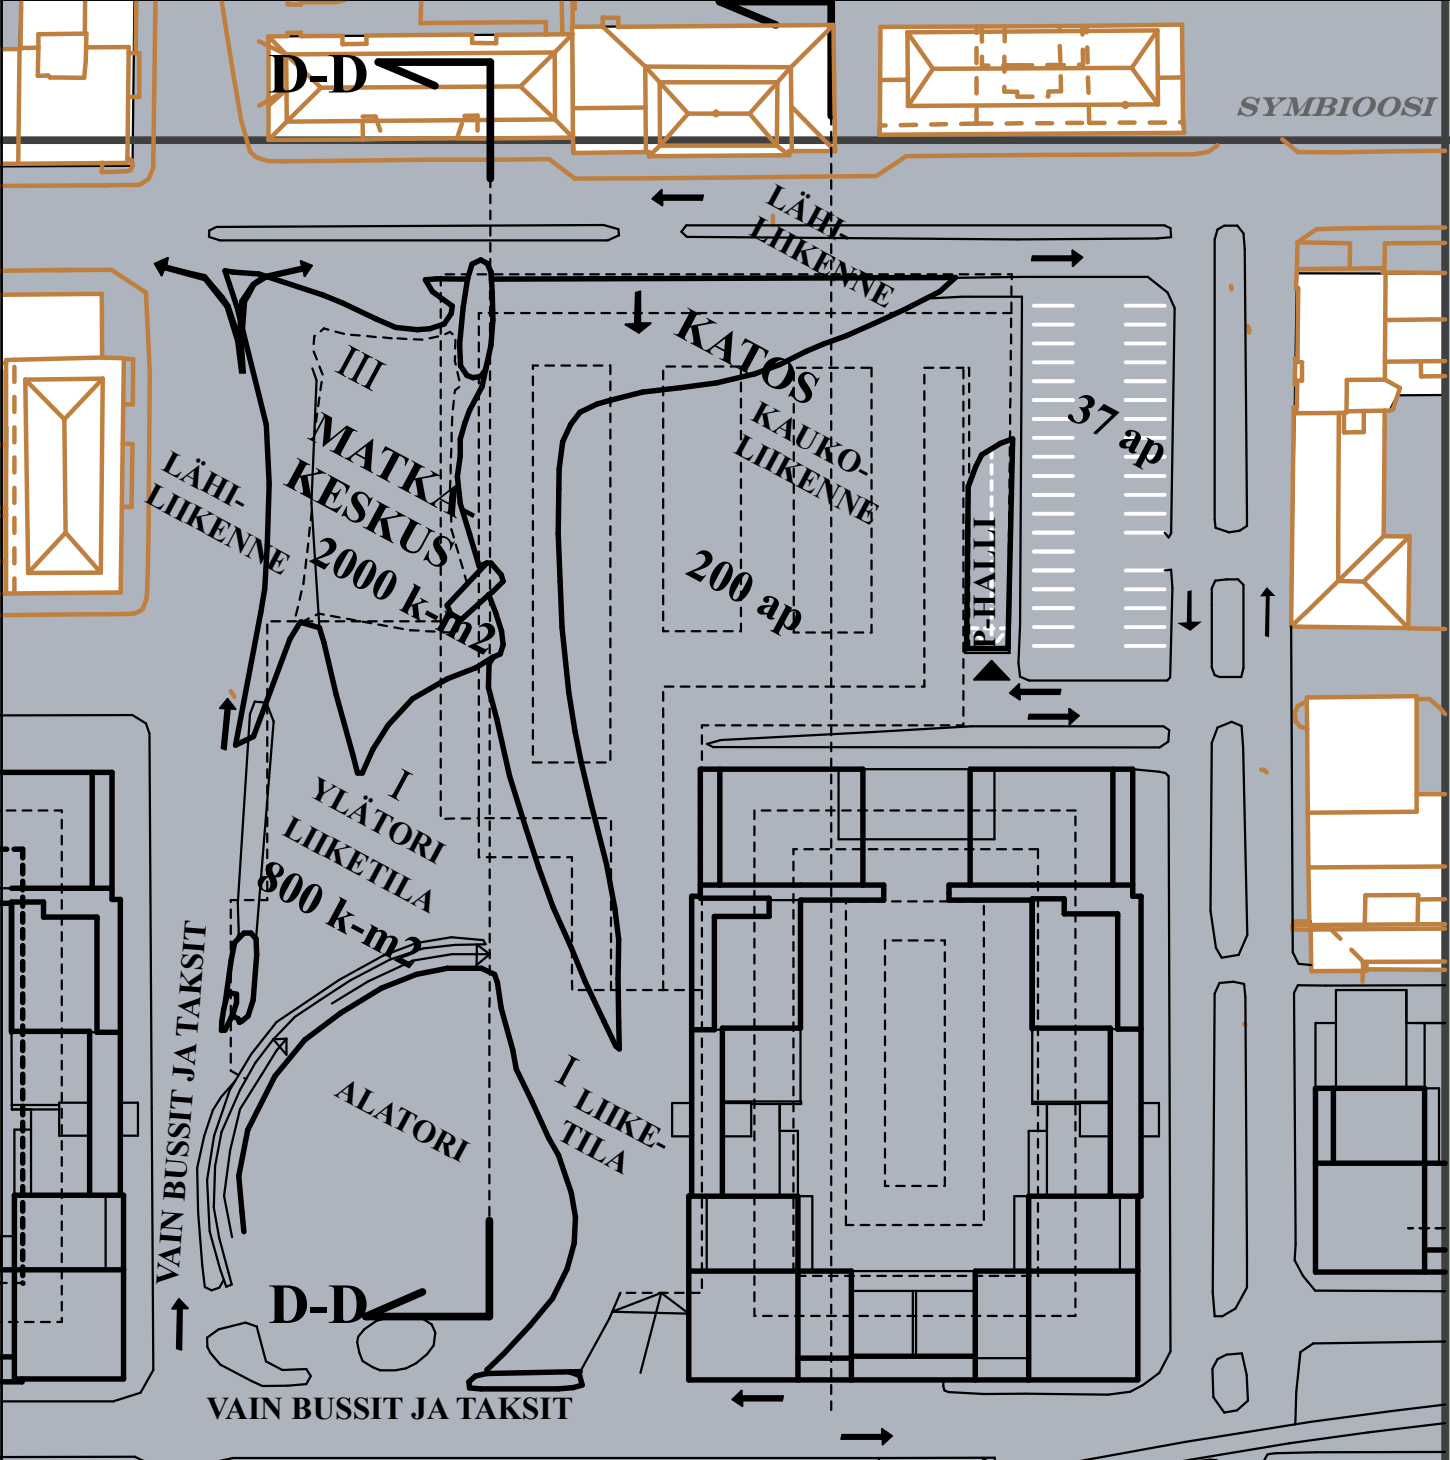 D-D
SYMBIOOSI
LÄHI-
LIIKENNE
KATOS
III
MATKA-
KESKUS
2000 k-m2
LÄHI-
LIIKENNE
KAUKO-
LIIKENNE
37 ap
200 ap
P-HALLI
I
YLÄTORI
LIIKETILA
800 k-m2
VAIN BUSSIT JA TAKSIT
ALATORI
I
LIIKE-
TILA
D-D
VAIN BUSSIT JA TAKSIT